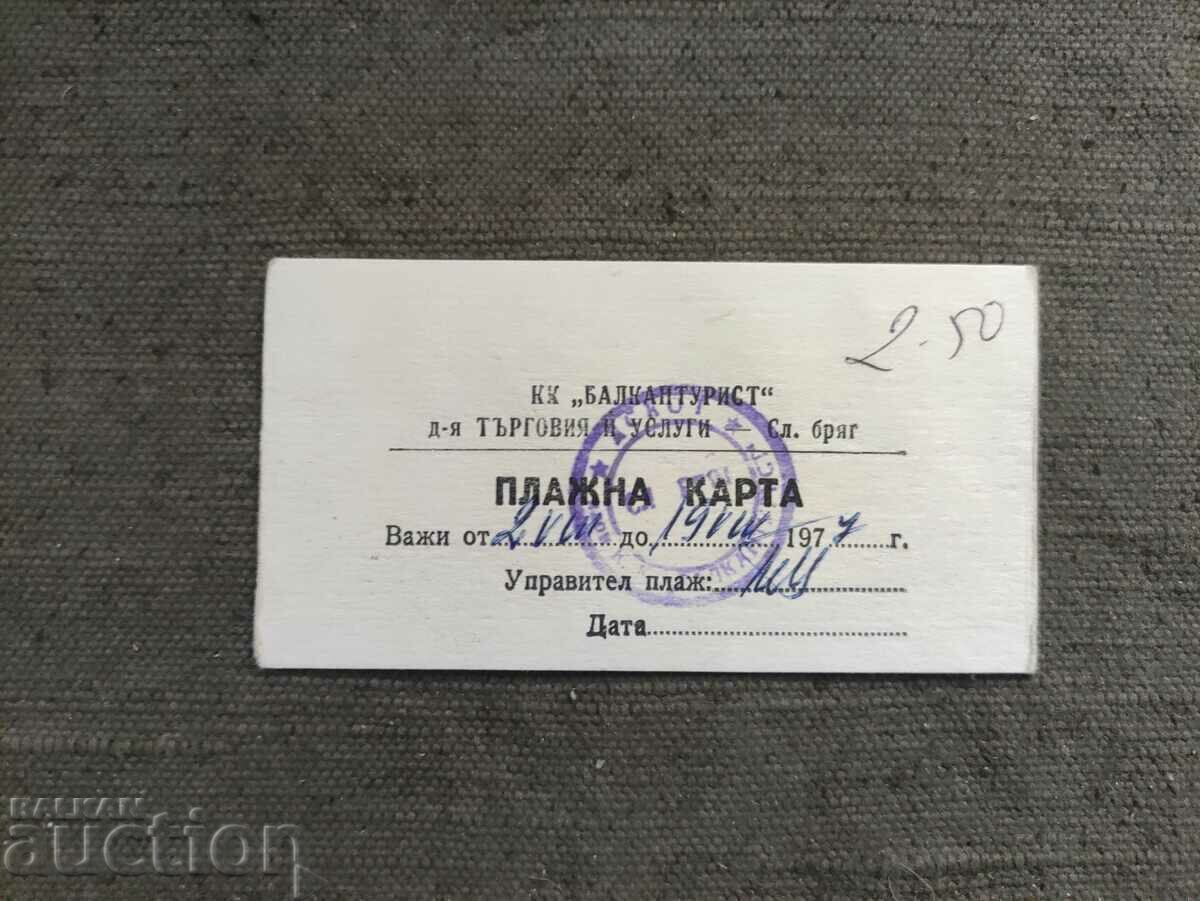 2.50
КК „БАЛКАНТУРИСТ“
д-я ТЪРГОВИЯ И УСЛУГИ — Сл. бряг
ПЛАЖНА КАРТА
Важи от 2 VIII до 19 VIII 1977 г.
Управител плаж:
Дата
BALKAN
auction